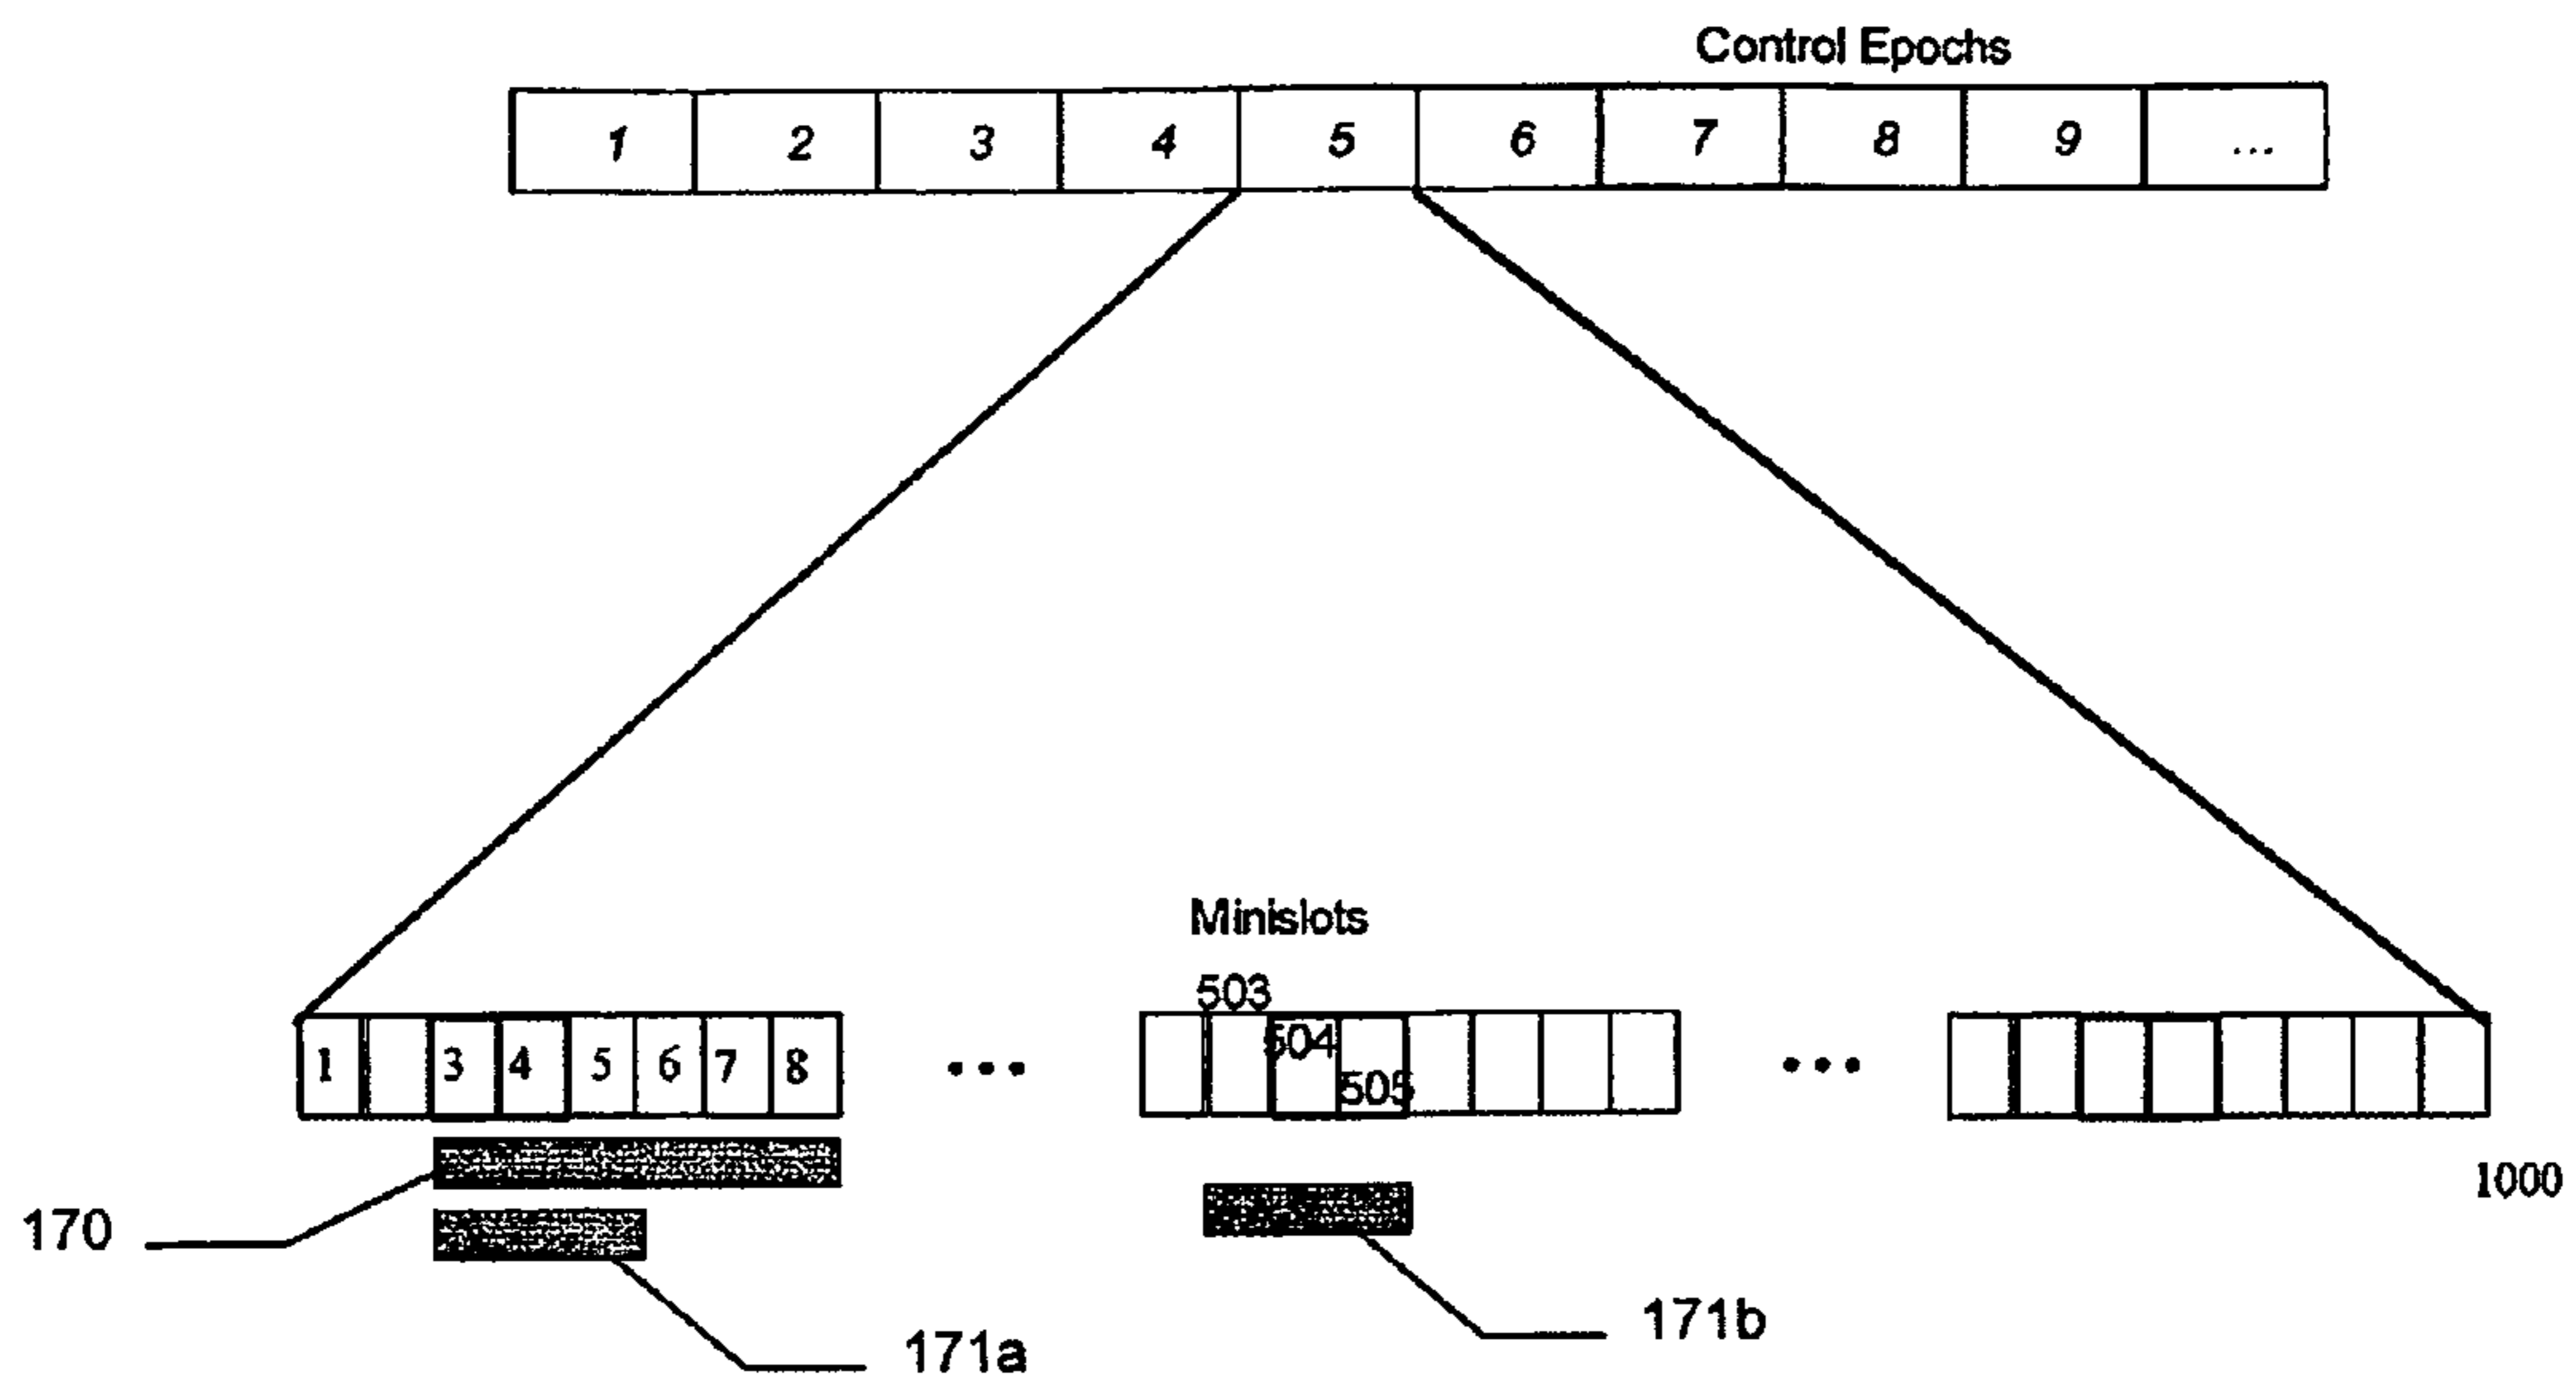 Control Epochs
1 2 3 4 5 6 7 8 9 ...
Minislots
503
504
505
1 3 4 5 6 7 8 ... ...
1000
170
171a
171b